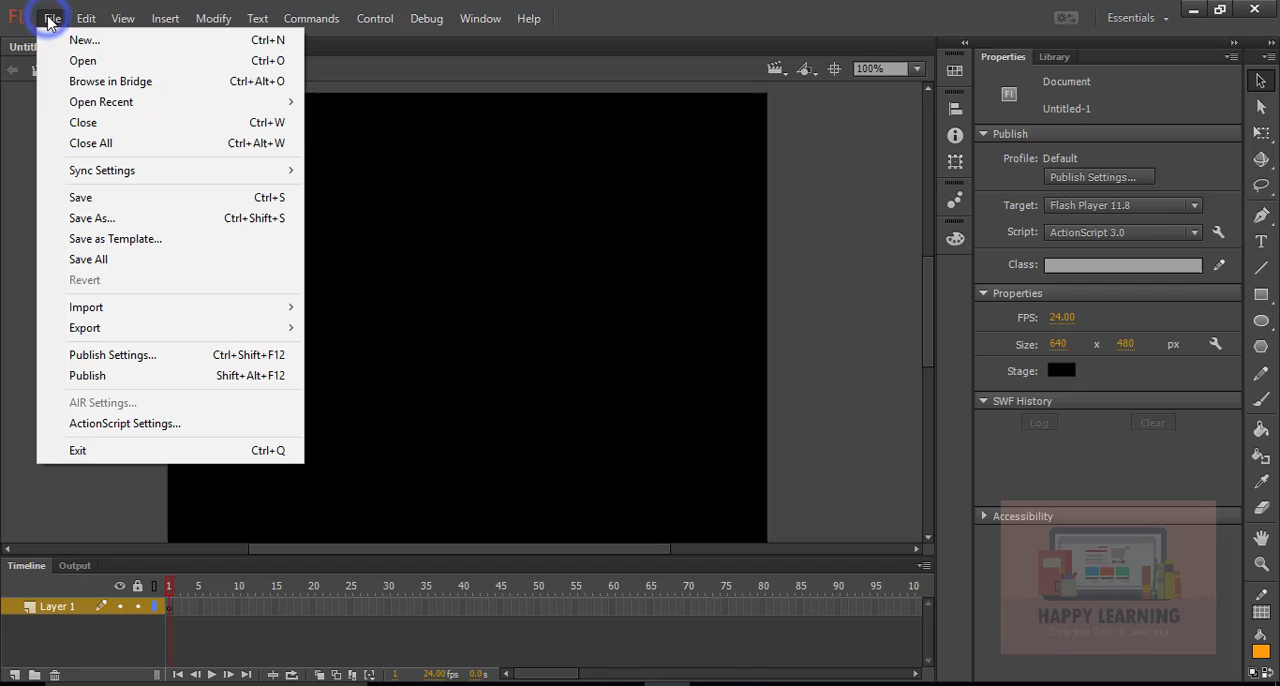 Fl File Edit View Insert Modify Text Commands Control Debug Window Help Essentials
New... Ctrl+N
Open Ctrl+O
Browse in Bridge Ctrl+Alt+O
Open Recent
Close Ctrl+W
Close All Ctrl+Alt+W
Sync Settings
Save Ctrl+S
Save As... Ctrl+Shift+S
Save as Template...
Save All
Revert
Import
Export
Publish Settings... Ctrl+Shift+F12
Publish Shift+Alt+F12
AIR Settings...
ActionScript Settings...
Exit Ctrl+Q
100%
Properties Library
Document
Fl
Untitled-1
Publish
Profile: Default
Publish Settings...
Target: Flash Player 11.8
Script: ActionScript 3.0
Class:
Properties
FPS: 24.00
Size: 640 x 480 px
Stage:
SWF History
Log Clear
Accessibility
HAPPY LEARNING
Timeline Output
1 5 10 15 20 25 30 35 40 45 50 55 60 65 70 75 80 85 90 95 10
Layer 1
1 24.00fps 0.0s